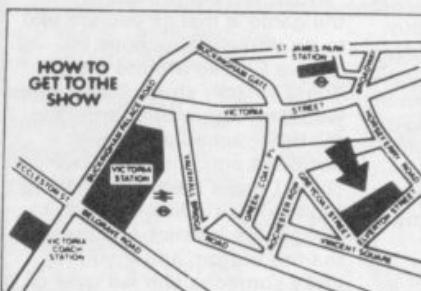 HOW TO
GET TO THE
SHOW
ST JAMES PARK
STATION
BROADWAY
BUCKINGHAM GATE
BUCKINGHAM PALACE ROAD
VICTORIA STREET
HORSEFERRY ROAD
ECCLESTON ST
VICTORIA
STATION
VAUXHALL BRIDGE
ROAD
GREEN COAT PL
ROCHESTER ROW
GREYCOAT STREET
ELVERTON STREET
BELGRAVE ROAD
VINCENT SQUARE
VICTORIA
COACH
STATION